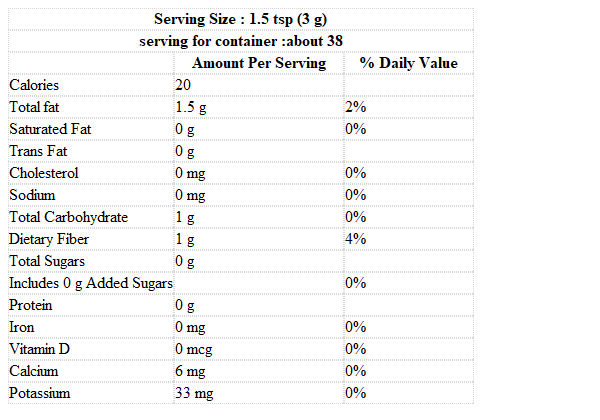 Serving Size : 1.5 tsp (3 g)
serving for container :about 38
Amount Per Serving % Daily Value
Calories 20
Total fat 1.5 g 2%
Saturated Fat 0 g 0%
Trans Fat 0 g
Cholesterol 0 mg 0%
Sodium 0 mg 0%
Total Carbohydrate 1 g 0%
Dietary Fiber 1 g 4%
Total Sugars 0 g
Includes 0 g Added Sugars 0%
Protein 0 g
Iron 0 mg 0%
Vitamin D 0 mcg 0%
Calcium 6 mg 0%
Potassium 33 mg 0%